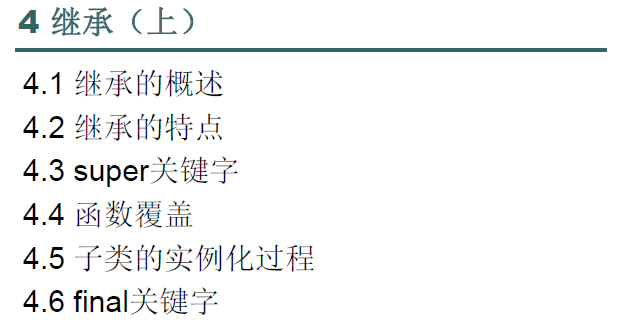 4 继承（上）
4.1 继承的概述
4.2 继承的特点
4.3 super关键字
4.4 函数覆盖
4.5 子类的实例化过程
4.6 final关键字